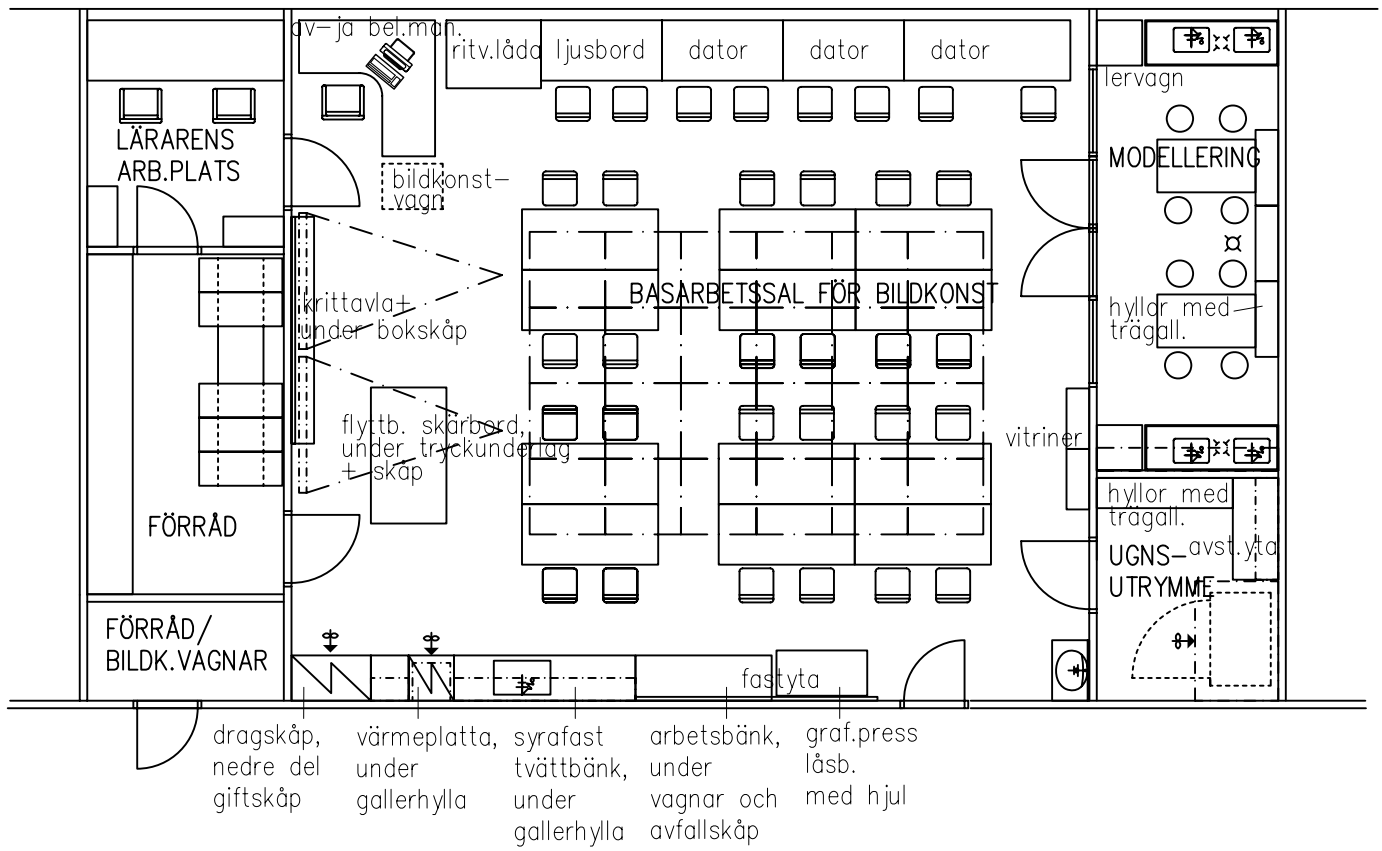 av-ja bel.man.
ritv.låda
ljusbord
dator
dator
dator
lervagn
LÄRARENS
ARB.PLATS
bildkonst-
vagn
MODELLERING
krittavla+
under bokskåp
BASARBETSSAL FÖR BILDKONST
hyllor med
trägall.
flyttb. skärbord,
under tryckunderlag
+ skåp
vitriner
FÖRRÅD
hyllor med
trägall.
avst.yta
UGNS-
UTRYMME
FÖRRÅD/
BILDK.VAGNAR
fastyta
dragskåp,
nedre del
giftskåp
värmeplatta,
under
gallerhylla
syrafast
tvättbänk,
under
gallerhylla
arbetsbänk,
under
vagnar och
avfallskåp
graf.press
låsb.
med hjul